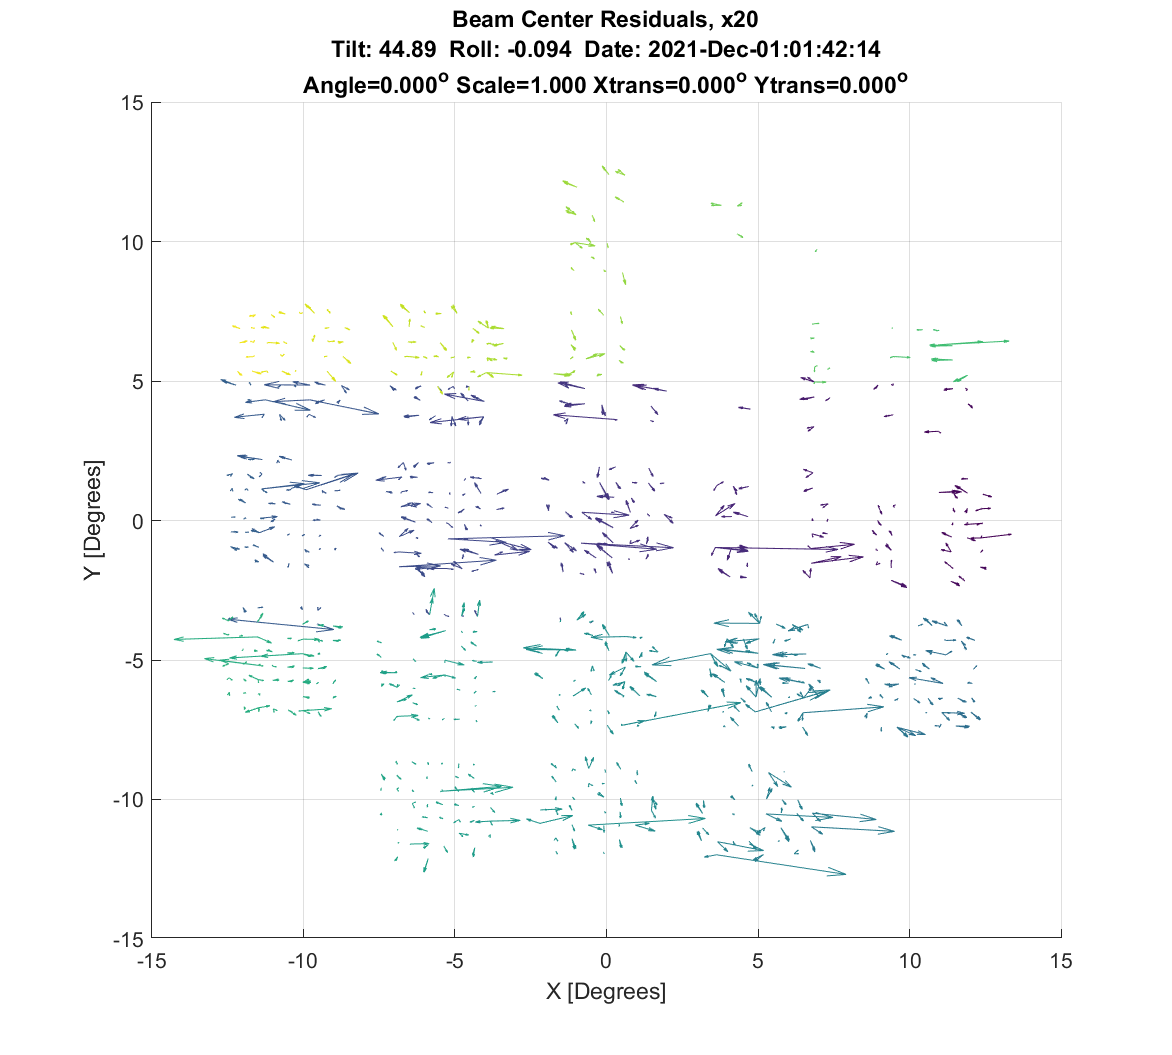 Beam Center Residuals, x20
Tilt: 44.89  Roll: -0.094  Date: 2021-Dec-01:01:42:14
Angle=0.000° Scale=1.000 Xtrans=0.000° Ytrans=0.000°
15
10
5
0
-5
-10
-15
Y [Degrees]
-15 -10 -5 0 5 10 15
X [Degrees]